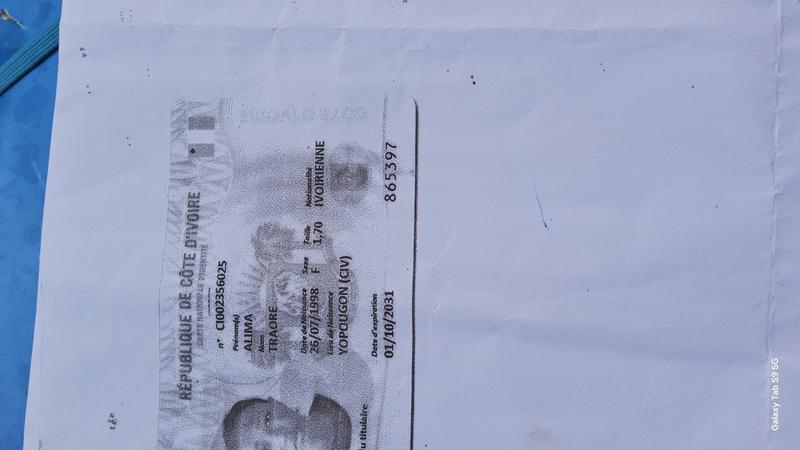 RÉPUBLIQUE DE CÔTE D'IVOIRE
CARTE NATIONALE D'IDENTITÉ
n° CI002356025
Prénom(s)
ALIMA
Nom
TRAORE
Date de Naissance Sexe Taille Nationalité
26/07/1998 F 1,70 IVOIRIENNE
Lieu de Naissance
YOPOUGON (CIV)
Date d'expiration
01/10/2031
865397
u titulaire
CÔTE D'IVOIRE
Galaxy Tab S9 5G